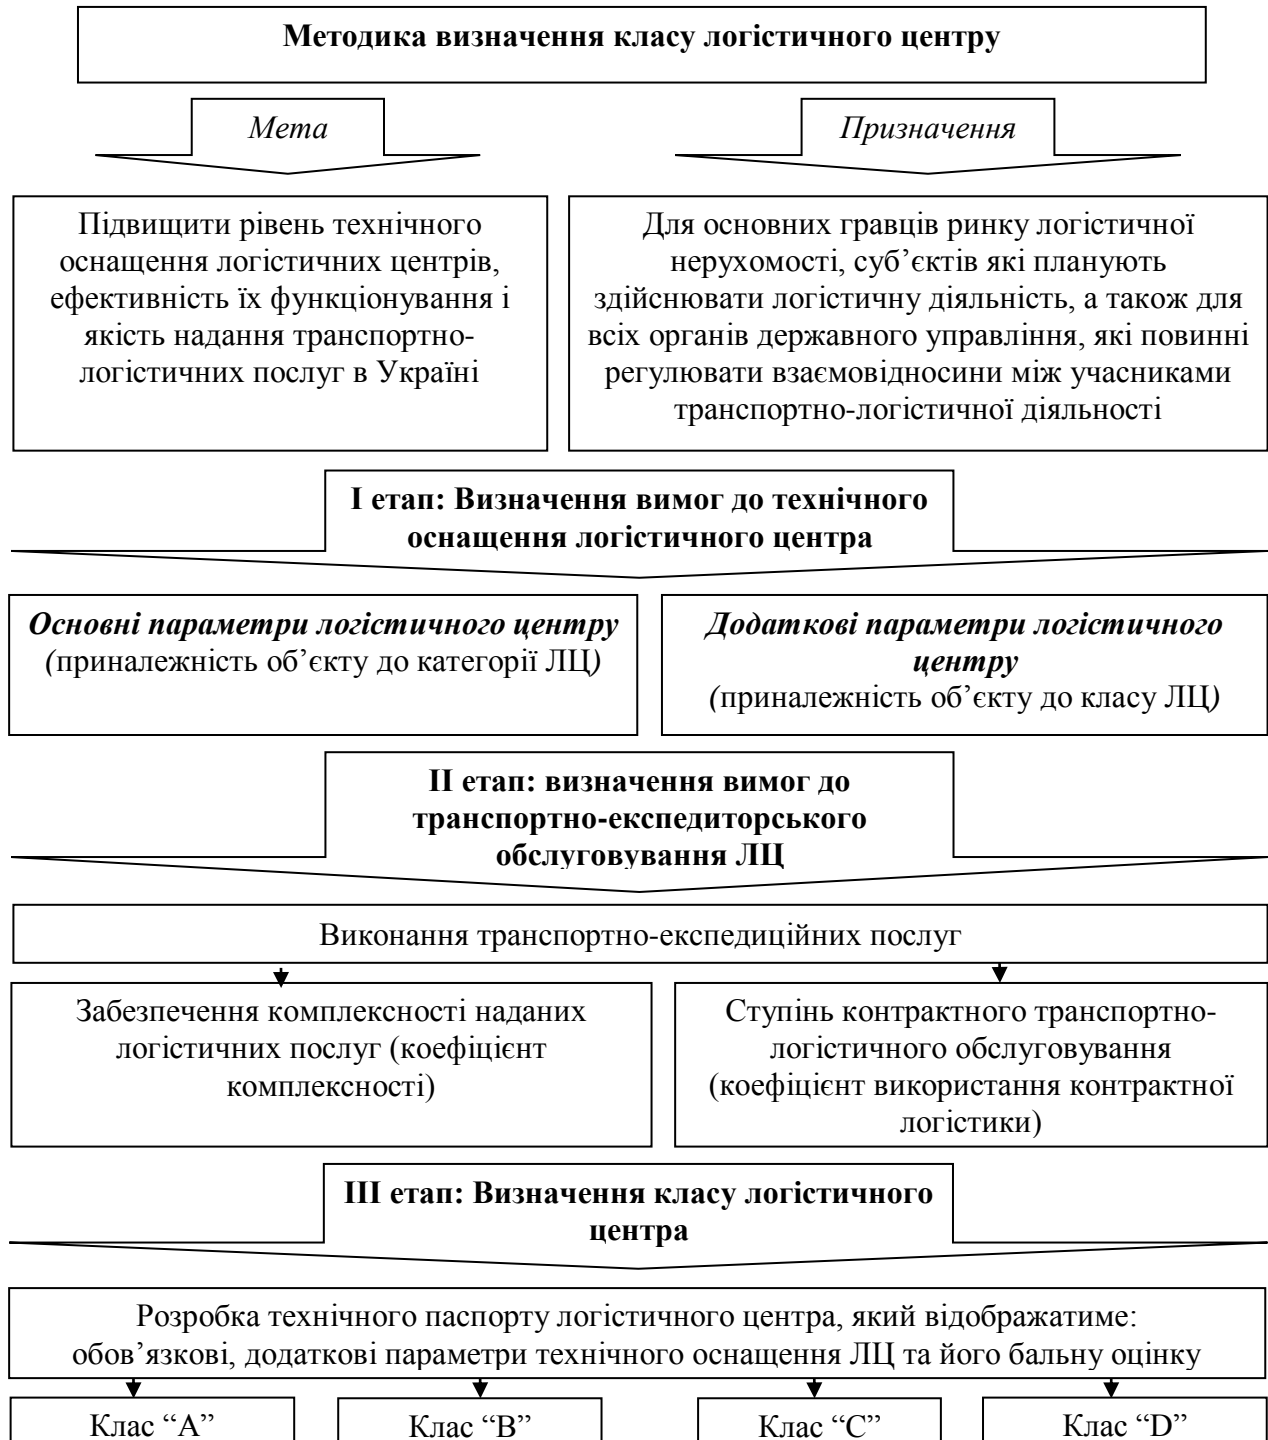 Методика визначення класу логістичного центру
Мета
Призначення
Підвищити рівень технічного
оснащення логістичних центрів,
ефективність їх функціонування і
якість надання транспортно-
логістичних послуг в Україні
Для основних гравців ринку логістичної
нерухомості, суб’єктів які планують
здійснювати логістичну діяльність, а також для
всіх органів державного управління, які повинні
регулювати взаємовідносини між учасниками
транспортно-логістичної діяльності
І етап: Визначення вимог до технічного
оснащення логістичного центра
Основні параметри логістичного центру
(приналежність об’єкту до категорії ЛЦ)
Додаткові параметри логістичного
центру
(приналежність об’єкту до класу ЛЦ)
ІІ етап: визначення вимог до
транспортно-експедиторського
обслуговування ЛЦ
Виконання транспортно-експедиційних послуг
Забезпечення комплексності наданих
логістичних послуг (коефіцієнт
комплексності)
Ступінь контрактного транспортно-
логістичного обслуговування
(коефіцієнт використання контрактної
логістики)
ІІІ етап: Визначення класу логістичного
центра
Розробка технічного паспорту логістичного центра, який відображатиме:
обов’язкові, додаткові параметри технічного оснащення ЛЦ та його бальну оцінку
Клас “А”
Клас “В”
Клас “С”
Клас “D”